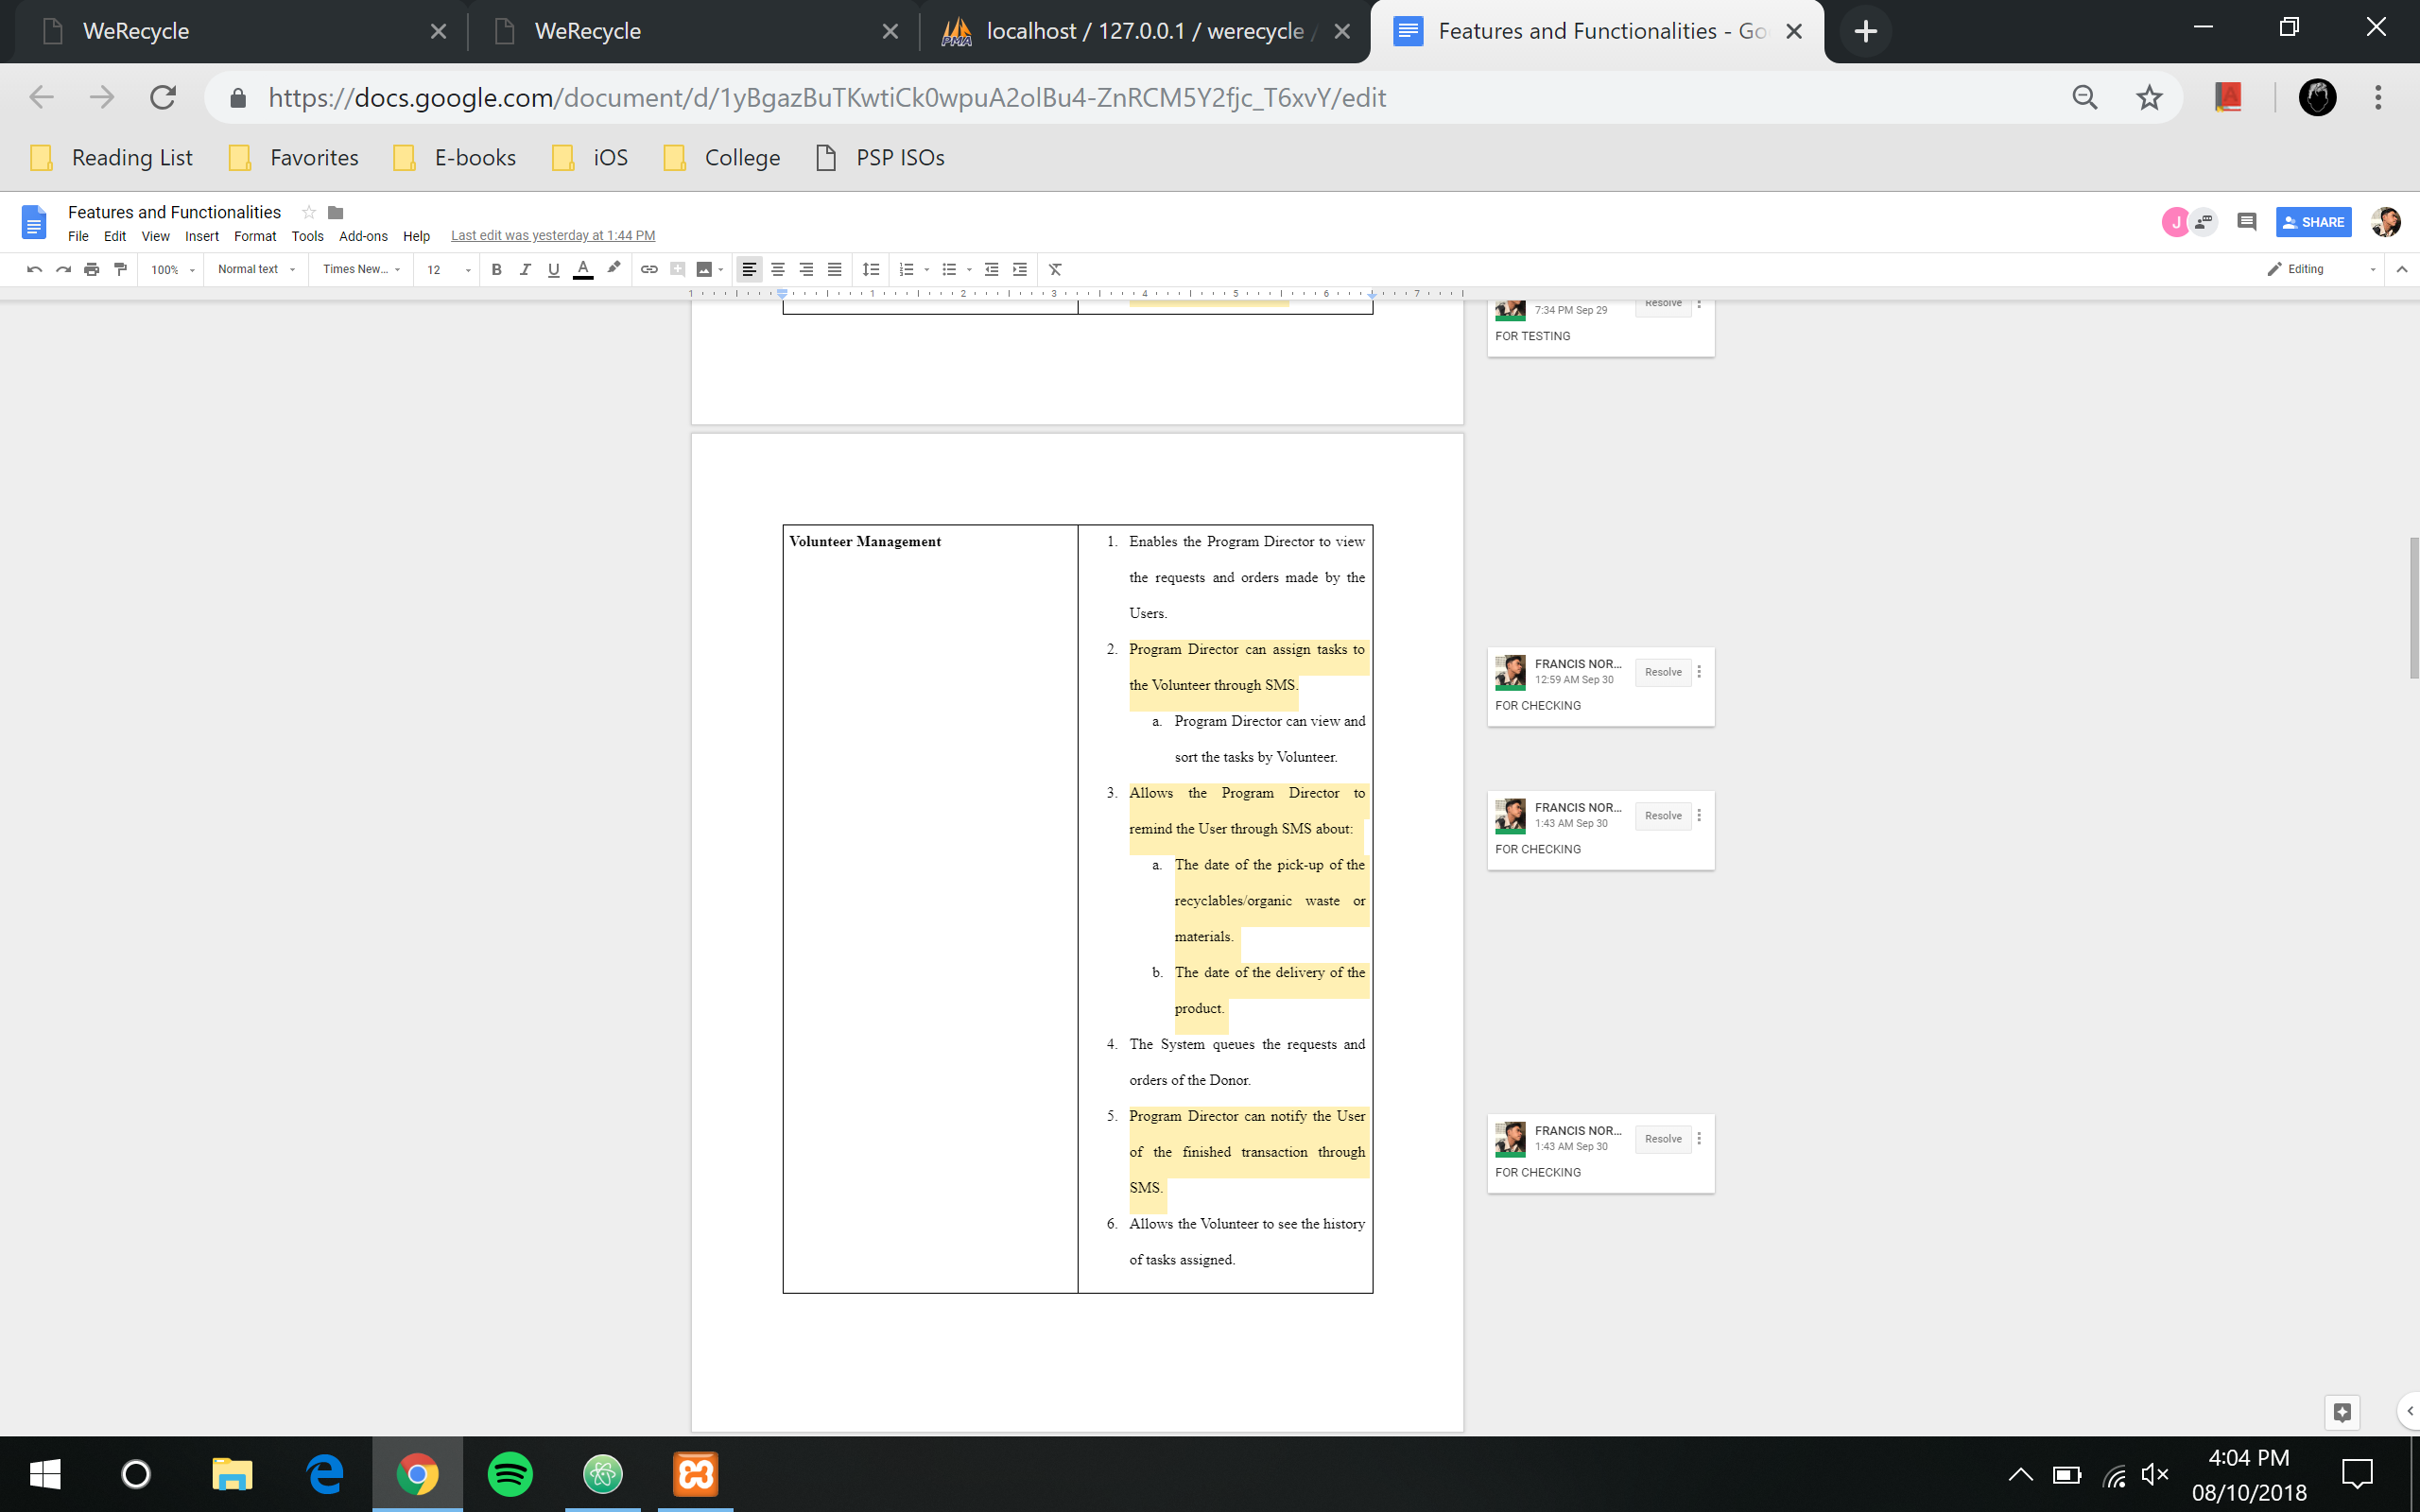 WeRecycle
WeRecycle
localhost / 127.0.0.1 / werecycle /
Features and Functionalities - Go
https://docs.google.com/document/d/1yBgazBuTKwtiCk0wpuA2olBu4-ZnRCM5Y2fjc_T6xvY/edit
Reading List
Favorites
E-books
iOS
College
PSP ISOs
Features and Functionalities
J
SHARE
File Edit View Insert Format Tools Add-ons Help Last edit was yesterday at 1:44 PM
100% Normal text Times New... 12 B I U A Editing
1 1 2 3 4 5 6 7
7:34 PM Sep 29 Resolve
FOR TESTING
Volunteer Management
1. Enables the Program Director to view
the requests and orders made by the
Users.
2. Program Director can assign tasks to
the Volunteer through SMS.
a. Program Director can view and
sort the tasks by Volunteer.
3. Allows the Program Director to
remind the User through SMS about:
a. The date of the pick-up of the
recyclables/organic waste or
materials.
b. The date of the delivery of the
product.
4. The System queues the requests and
orders of the Donor.
5. Program Director can notify the User
of the finished transaction through
SMS.
6. Allows the Volunteer to see the history
of tasks assigned.
FRANCIS NOR...
12:59 AM Sep 30
Resolve
FOR CHECKING
FRANCIS NOR...
1:43 AM Sep 30
Resolve
FOR CHECKING
FRANCIS NOR...
1:43 AM Sep 30
Resolve
FOR CHECKING
4:04 PM
08/10/2018